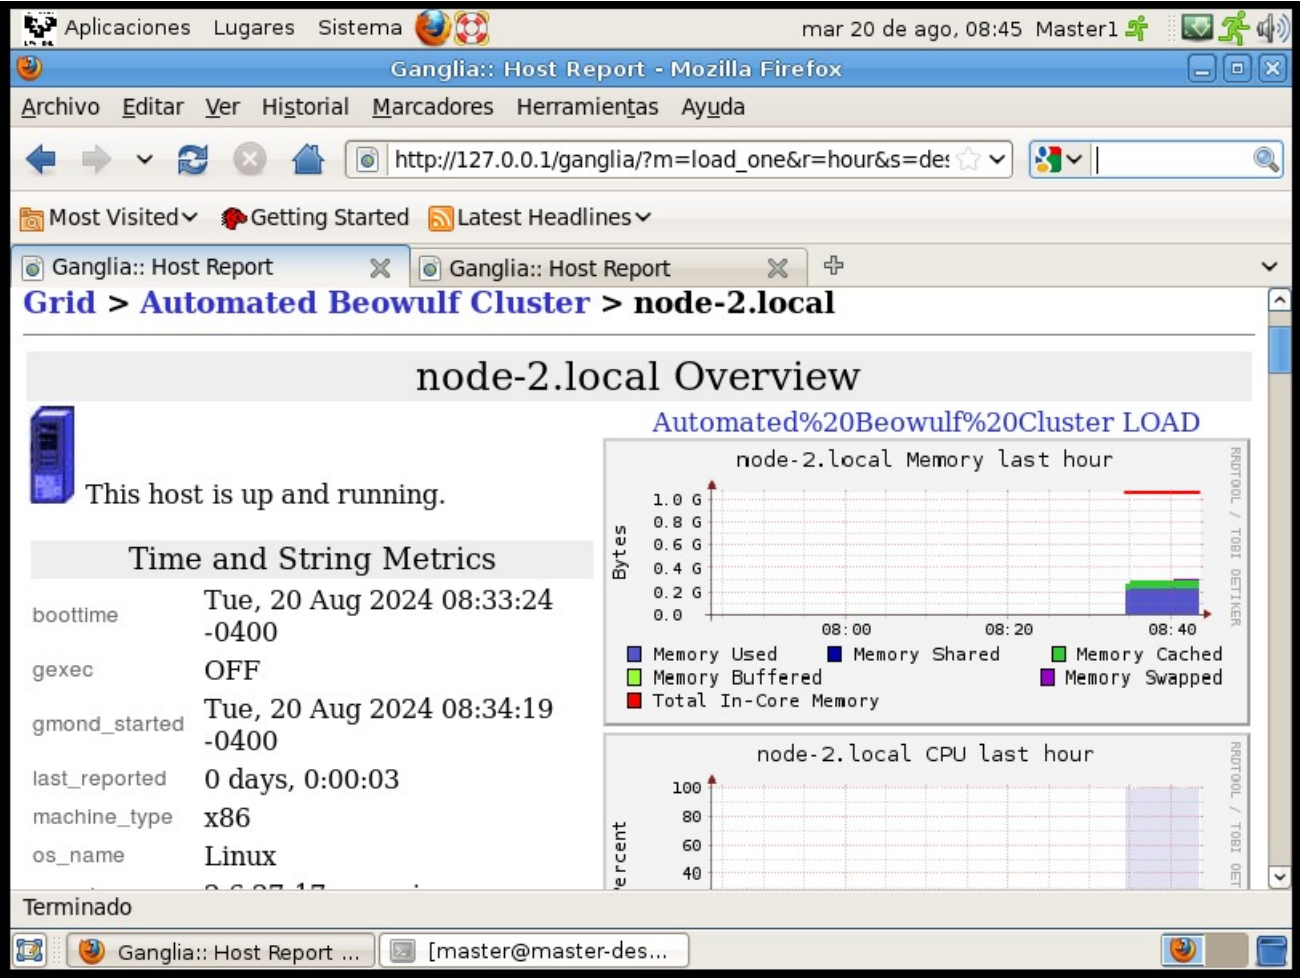 Aplicaciones Lugares Sistema mar 20 de ago, 08:45 Master1
Ganglia:: Host Report - Mozilla Firefox
Archivo Editar Ver Historial Marcadores Herramientas Ayuda
http://127.0.0.1/ganglia/?m=load_one&r=hour&s=des
Most Visited Getting Started Latest Headlines
Ganglia:: Host Report Ganglia:: Host Report
Grid > Automated Beowulf Cluster > node-2.local
node-2.local Overview
This host is up and running.
Time and String Metrics
boottime Tue, 20 Aug 2024 08:33:24
-0400
gexec OFF
gmond_started Tue, 20 Aug 2024 08:34:19
-0400
last_reported 0 days, 0:00:03
machine_type x86
os_name Linux
Automated%20Beowulf%20Cluster LOAD
node-2.local Memory last hour
RRDTOOL / TOBI OETIKER
Bytes
1.0 G
0.8 G
0.6 G
0.4 G
0.2 G
0.0
08:00 08:20 08:40
Memory Used Memory Shared Memory Cached
Memory Buffered Memory Swapped
Total In-Core Memory
node-2.local CPU last hour
RRDTOOL / TOBI OET
100
80
60
40
Terminado
Ganglia:: Host Report ... [master@master-des...